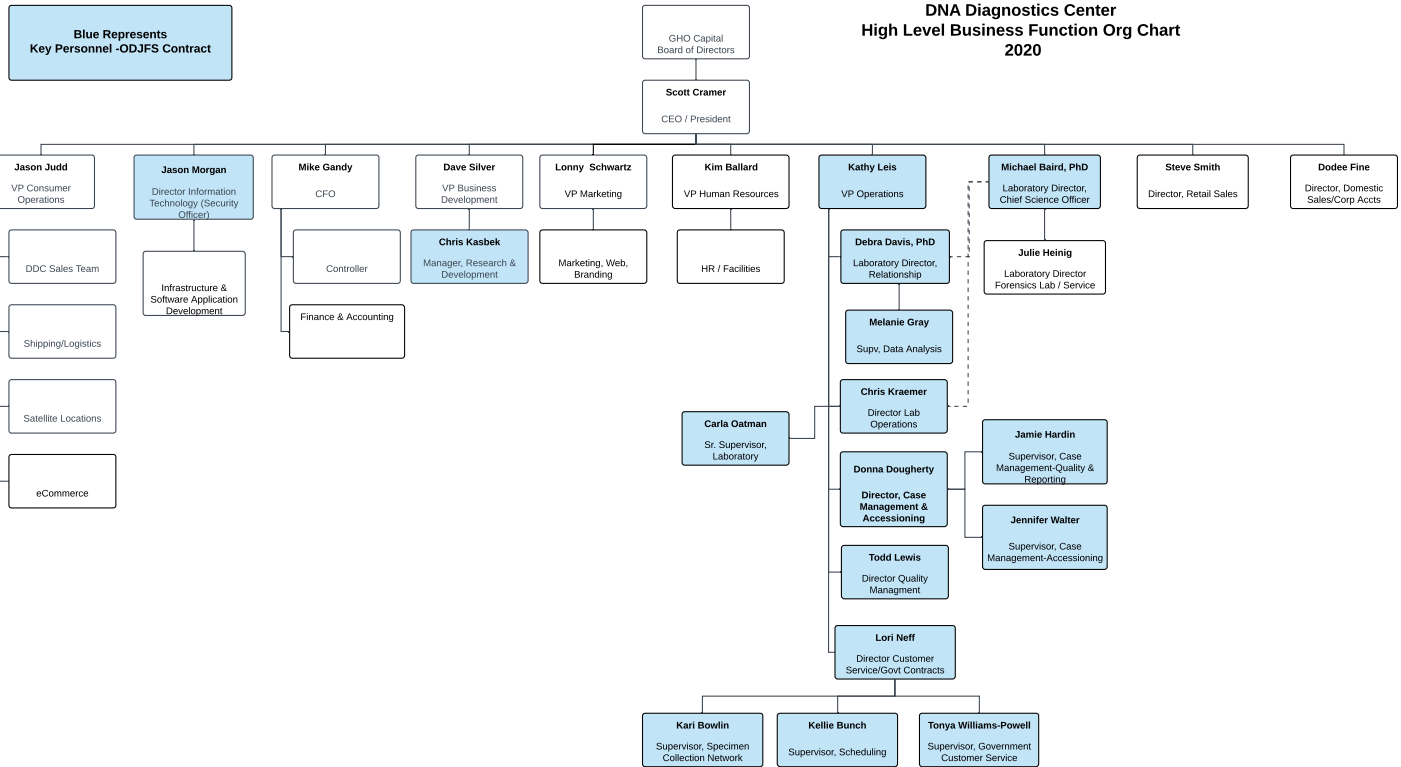 Blue Represents
Key Personnel -ODJFS Contract
DNA Diagnostics Center
High Level Business Function Org Chart
2020
GHO Capital
Board of Directors
Scott Cramer
CEO / President
Jason Judd
VP Consumer
Operations
Jason Morgan
Director Information
Technology (Security
Officer)
Mike Gandy
CFO
Dave Silver
VP Business
Development
Lonny Schwartz
VP Marketing
Kim Ballard
VP Human Resources
Kathy Leis
VP Operations
Michael Baird, PhD
Laboratory Director,
Chief Science Officer
Steve Smith
Director, Retail Sales
Dodee Fine
Director, Domestic
Sales/Corp Accts
DDC Sales Team
Infrastructure &
Software Application
Development
Controller
Chris Kasbek
Manager, Research &
Development
Marketing, Web,
Branding
HR / Facilities
Debra Davis, PhD
Laboratory Director,
Relationship
Julie Heinig
Laboratory Director
Forensics Lab / Service
Shipping/Logistics
Finance & Accounting
Melanie Gray
Supv, Data Analysis
Satellite Locations
Chris Kraemer
Director Lab
Operations
Carla Oatman
Sr. Supervisor,
Laboratory
Jamie Hardin
Supervisor, Case
Management-Quality &
Reporting
eCommerce
Donna Dougherty
Director, Case
Management &
Accessioning
Jennifer Walter
Supervisor, Case
Management-Accessioning
Todd Lewis
Director Quality
Managment
Lori Neff
Director Customer
Service/Govt Contracts
Kari Bowlin
Supervisor, Specimen
Collection Network
Kellie Bunch
Supervisor, Scheduling
Tonya Williams-Powell
Supervisor, Government
Customer Service